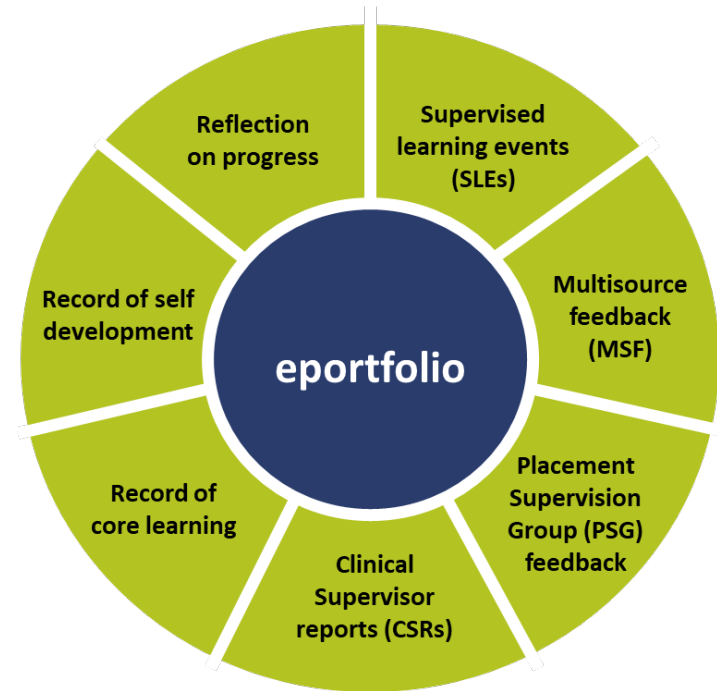 Supervised
learning events
(SLEs)
Multisource
feedback
(MSF)
Placement
Supervision
Group (PSG)
feedback
Clinical
Supervisor
reports (CSRs)
Record of
core learning
Record of self
development
Reflection
on progress
eportfolio